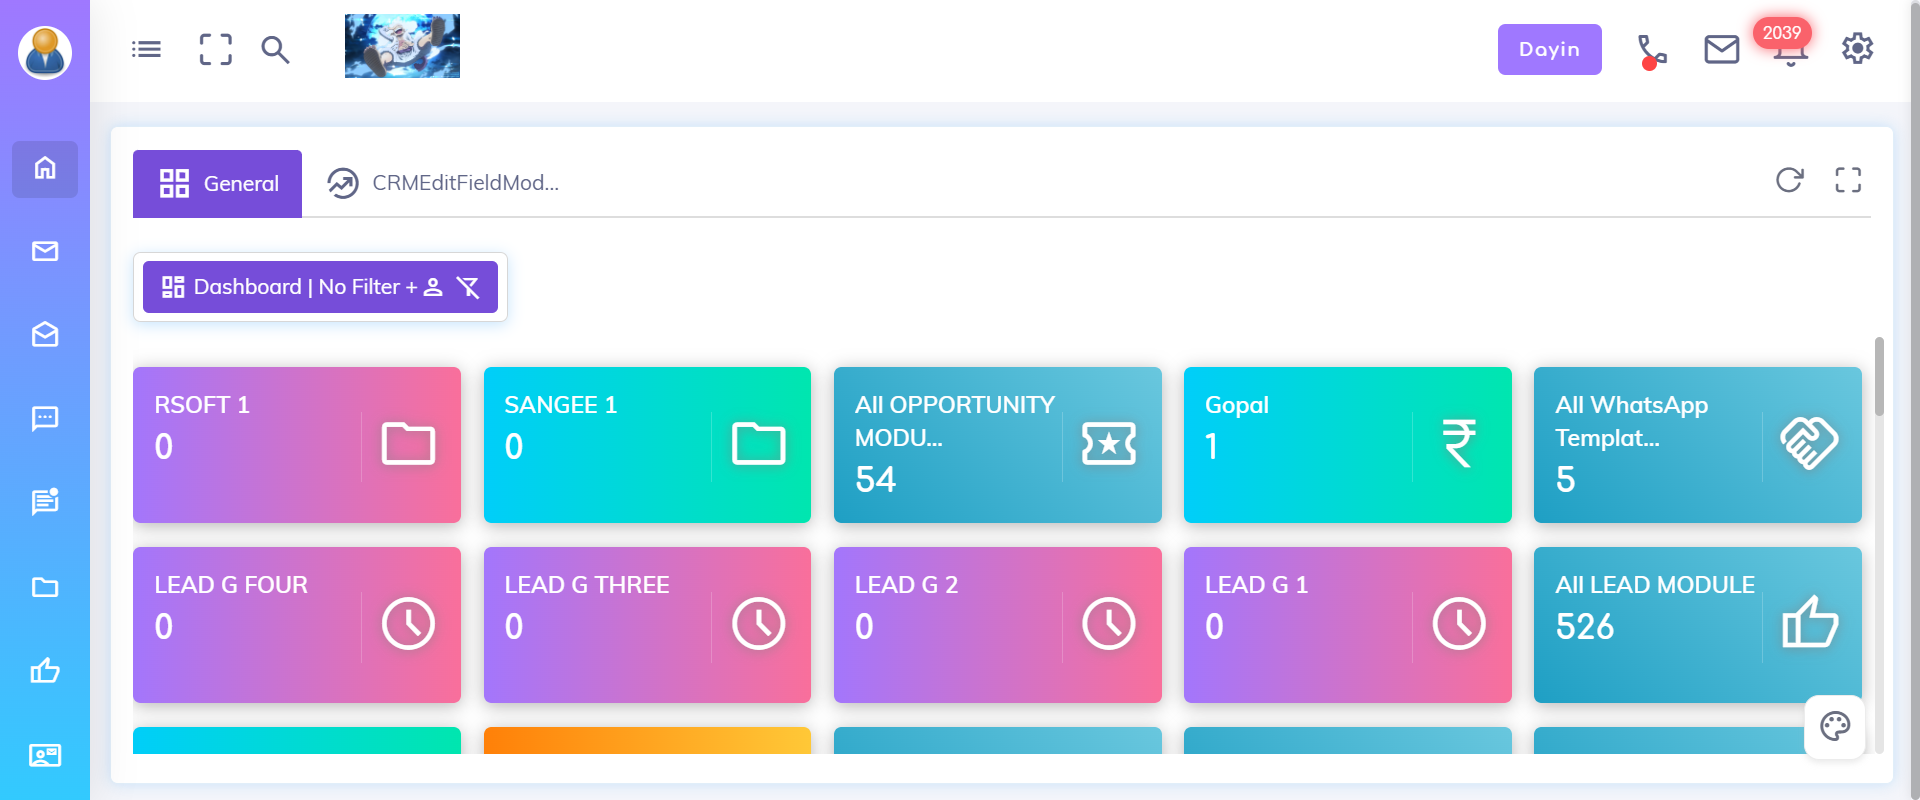 Dayin
2039
General
CRMEditFieldMod...
Dashboard | No Filter +
RSOFT 1
0
SANGEE 1
0
All OPPORTUNITY
MODU...
54
Gopal
1
All WhatsApp
Templat...
5
LEAD G FOUR
0
LEAD G THREE
0
LEAD G 2
0
LEAD G 1
0
All LEAD MODULE
526